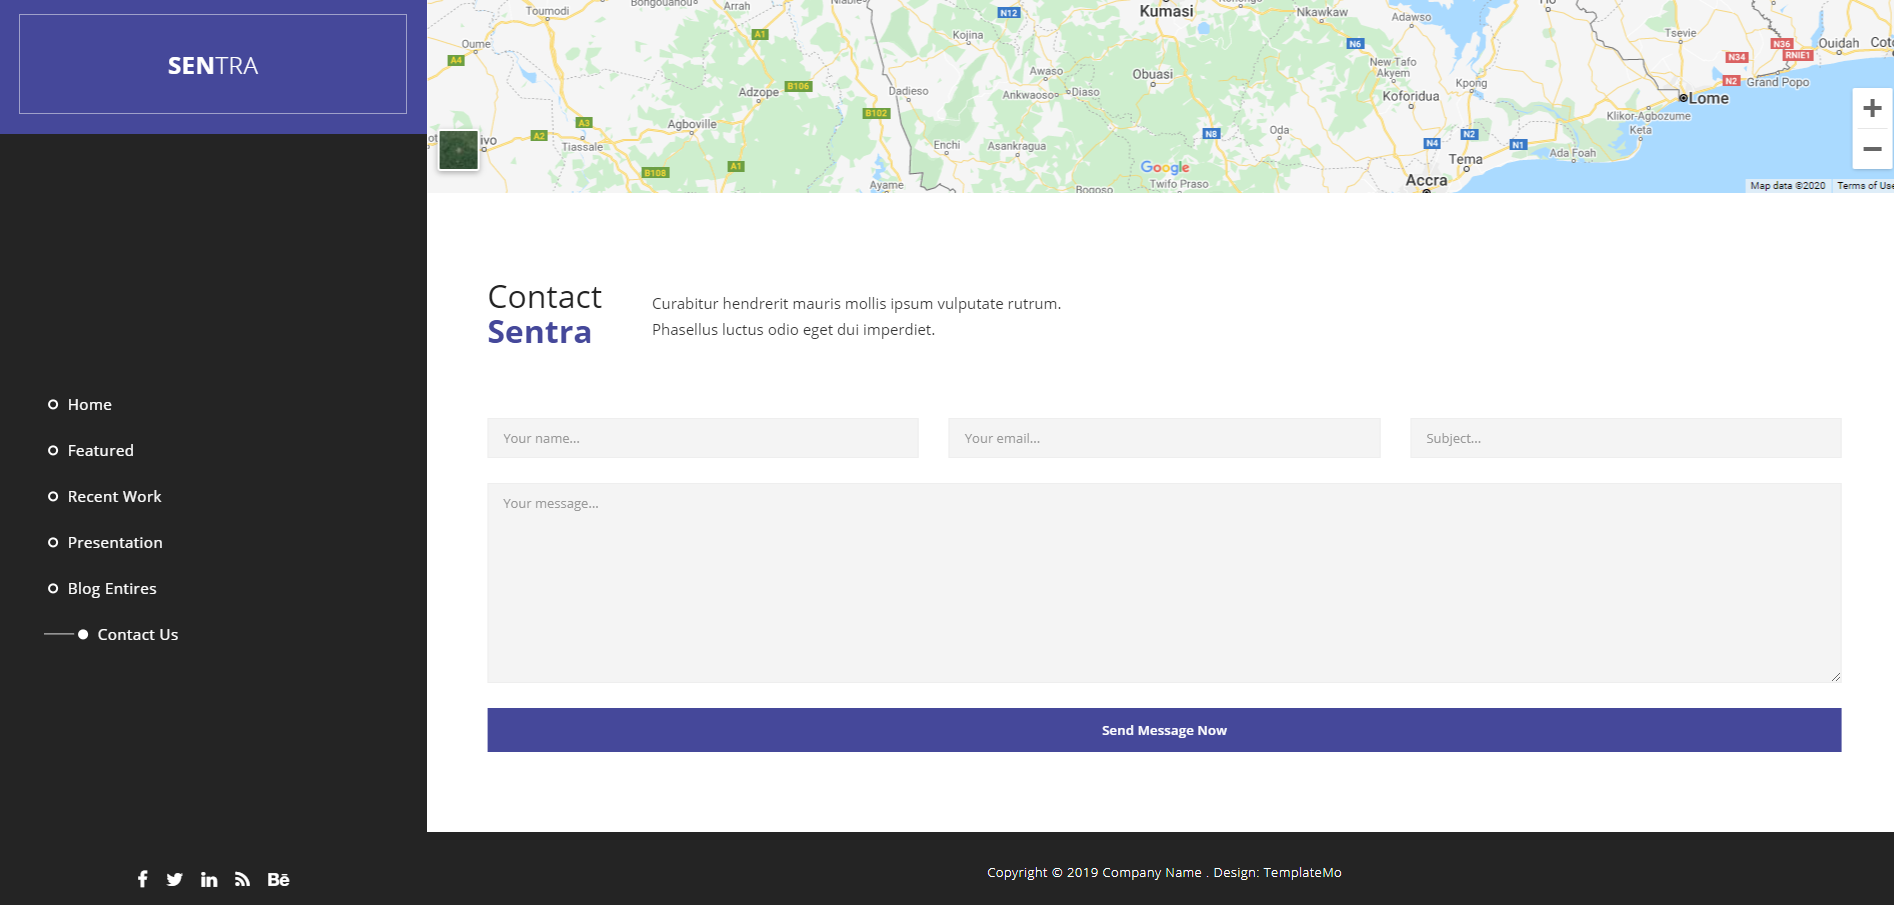 SENTRA
Home
Featured
Recent Work
Presentation
Blog Entires
Contact Us
Bē
Bongouanou
Arrah
N12
Kumasi
Nkawkaw
Adawso
Toumodi
Oume
A1
Kojina
N6
Tsevie
N36
Ouidah
RNIE1
A4
Awaso
Obuasi
New Tafo
Akyem
N34
Adzope
B106
Dadieso
Ankwaoso
Diaso
Kpong
N2
Grand Popo
Koforidua
Lome
B102
Klikor-Agbozume
Keta
A3
Agboville
A2
Tiassale
N8
Oda
N2
Enchi
Asankragua
N4
N1
Tema
Ada Foah
A1
Google
B108
Ayame
Bogoso
Twifo Praso
Accra
Map data ©2020
Terms of Use
Contact
Sentra
Curabitur hendrerit mauris mollis ipsum vulputate rutrum.
Phasellus luctus odio eget dui imperdiet.
Your name...
Your email...
Subject...
Your message...
Send Message Now
Copyright © 2019 Company Name . Design: TemplateMo